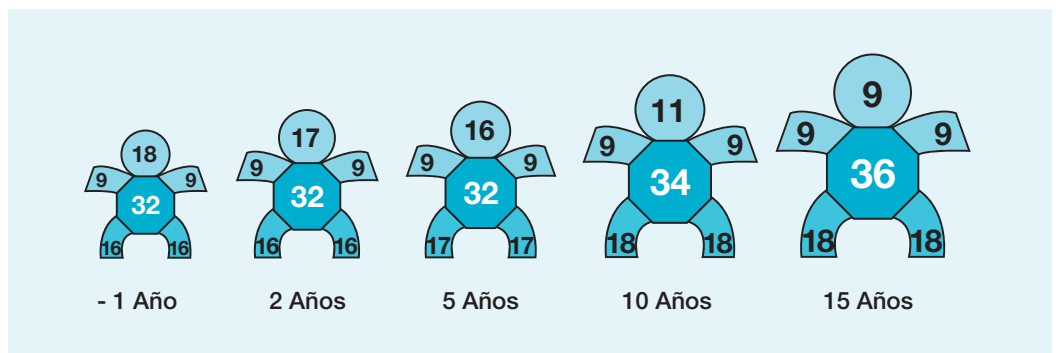 18 17 16 11 9
9 9 9 9 9 9 9 9 9 9
32 32 32 34 36
16 16 16 16 17 17 18 18 18 18
- 1 Año 2 Años 5 Años 10 Años 15 Años